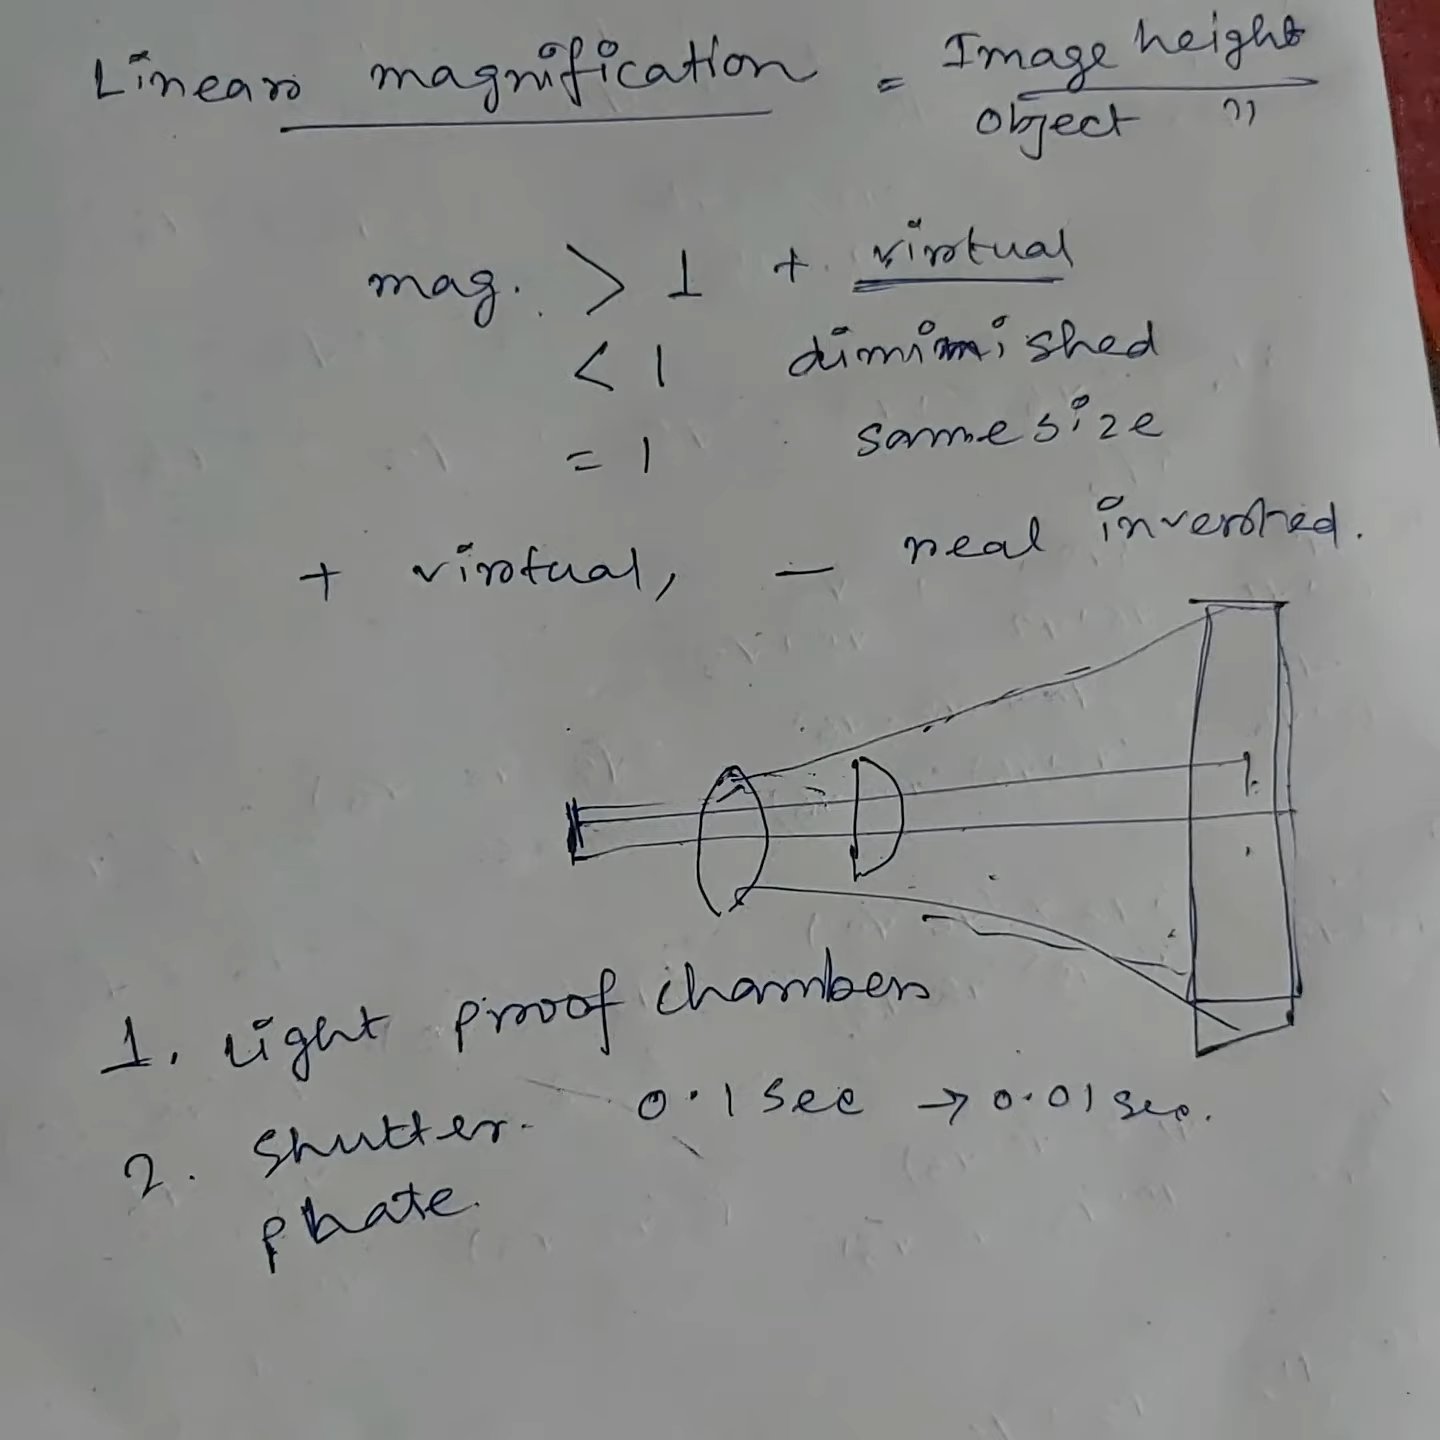 Linear magnification = Image height
object "
mag. > 1 + virtual
< 1 diminished
= 1 same size
+ virtual, - real inverted.
1. Light proof chamber
2. Shutter. 0.1 sec → 0.01 sec.
plate.